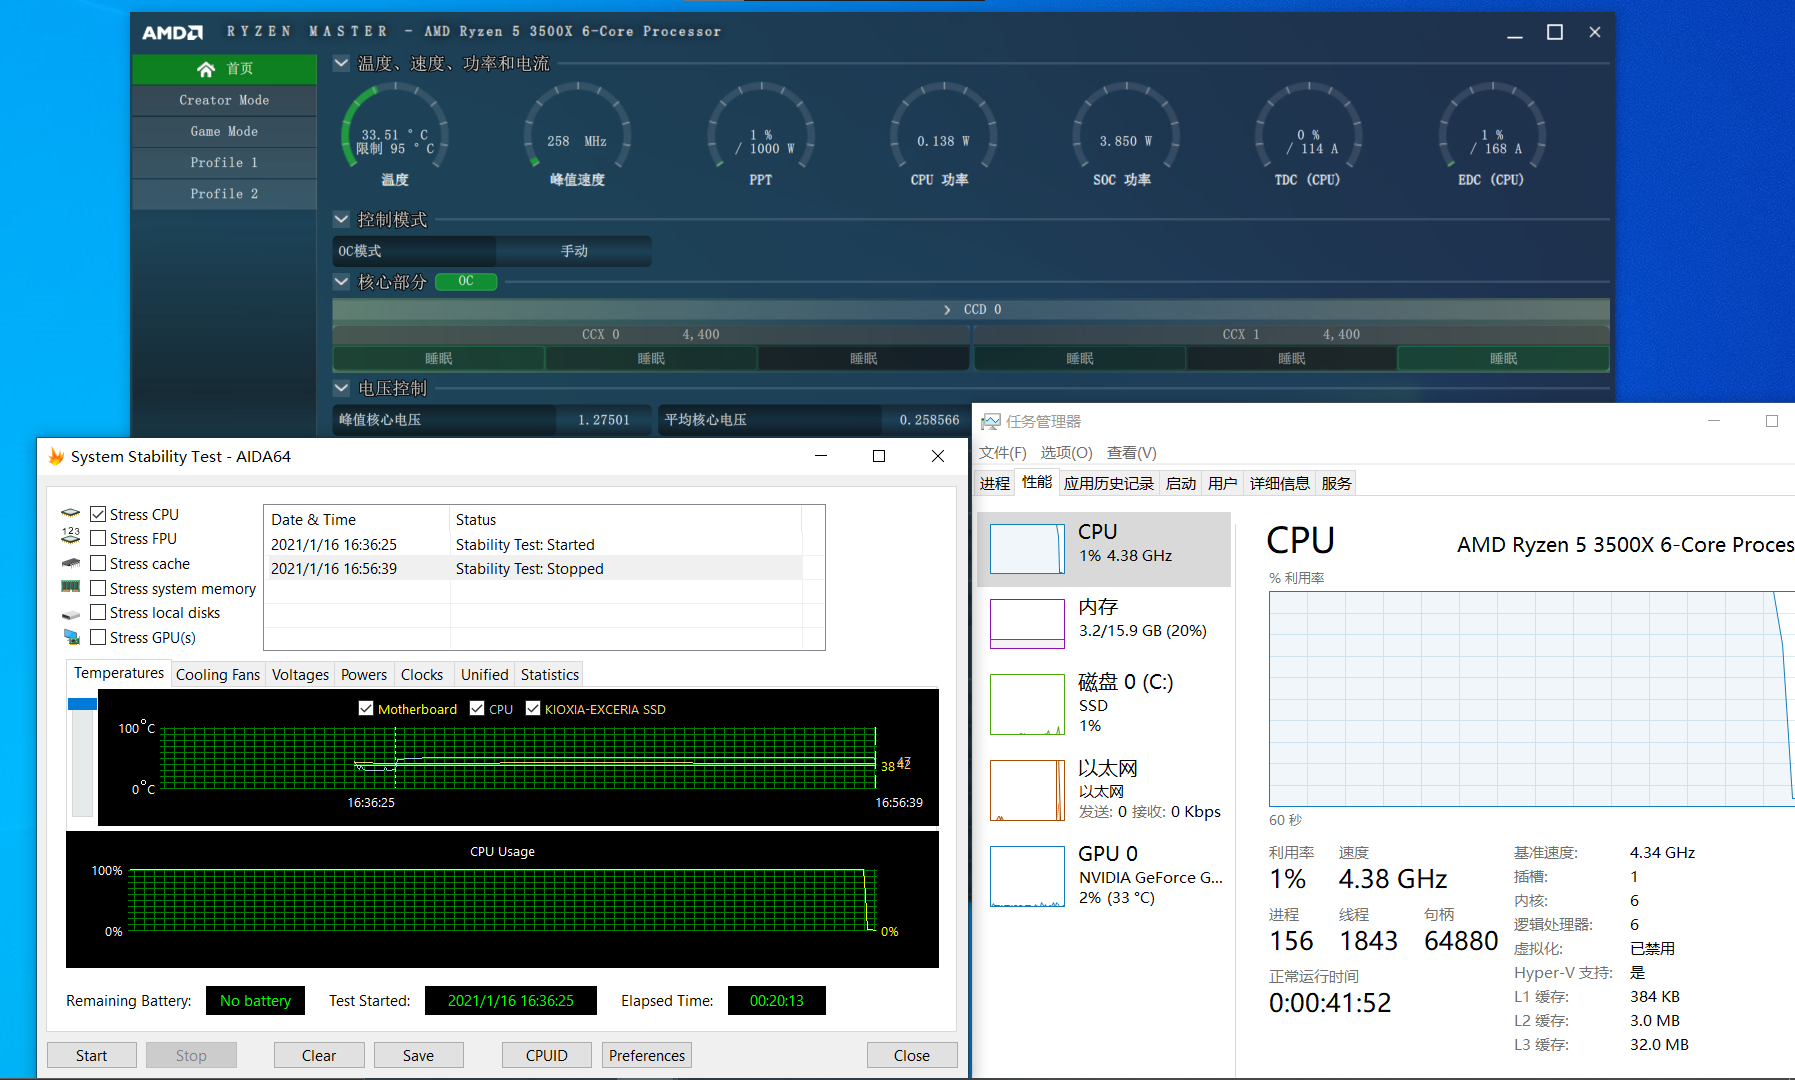 AMD RYZEN MASTER - AMD Ryzen 5 3500X 6-Core Processor
首页
Creator Mode
Game Mode
Profile 1
Profile 2
温度、速度、功率和电流
33.51 ° C
限制 95 ° C
温度
258 MHz
峰值速度
1 %
/ 1000 W
PPT
0.138 W
CPU 功率
3.850 W
SOC 功率
0 %
/ 114 A
TDC (CPU)
1 %
/ 168 A
EDC (CPU)
控制模式
OC模式 手动
核心部分 OC
CCD 0
CCX 0 4,400 CCX 1 4,400
睡眠 睡眠 睡眠 睡眠 睡眠 睡眠
电压控制
峰值核心电压 1.27501 平均核心电压 0.258566
System Stability Test - AIDA64
Stress CPU
123
Stress FPU
Stress cache
Stress system memory
Stress local disks
Stress GPU(s)
Date & Time Status
2021/1/16 16:36:25 Stability Test: Started
2021/1/16 16:56:39 Stability Test: Stopped
Temperatures Cooling Fans Voltages Powers Clocks Unified Statistics
Motherboard CPU KIOXIA-EXCERIA SSD
100°C
0°C
38 42
47
16:36:25 16:56:39
CPU Usage
100%
0% 0%
Remaining Battery: No battery Test Started: 2021/1/16 16:36:25 Elapsed Time: 00:20:13
Start Stop Clear Save CPUID Preferences Close
任务管理器
文件(F) 选项(O) 查看(V)
进程 性能 应用历史记录 启动 用户 详细信息 服务
CPU
1% 4.38 GHz
内存
3.2/15.9 GB (20%)
磁盘 0 (C:)
SSD
1%
以太网
以太网
发送: 0 接收: 0 Kbps
GPU 0
NVIDIA GeForce G...
2% (33 °C)
CPU AMD Ryzen 5 3500X 6-Core Proces
% 利用率
60 秒
利用率 速度
1% 4.38 GHz
进程 线程 句柄
156 1843 64880
正常运行时间
0:00:41:52
基准速度: 4.34 GHz
插槽: 1
内核: 6
逻辑处理器: 6
虚拟化: 已禁用
Hyper-V 支持: 是
L1 缓存: 384 KB
L2 缓存: 3.0 MB
L3 缓存: 32.0 MB